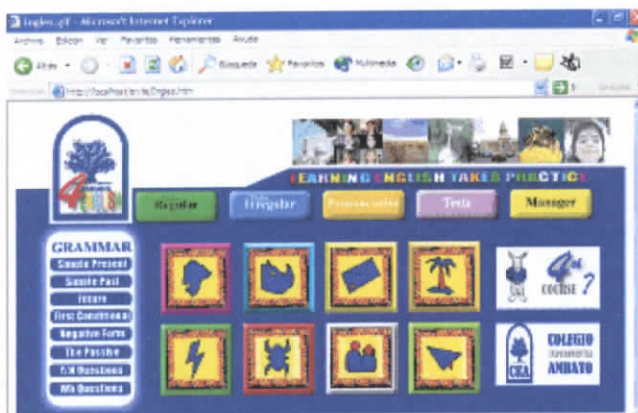 Ingles.gif - Microsoft Internet Explorer
Archivo Edición Ver Favoritos Herramientas Ayuda
Atrás Búsqueda Favoritos Multimedia
LEARNING ENGLISH TAKES PRACTICE
Regular Irregular Pronunciation Tests Manager
GRAMMAR
Simple Present
Simple Past
Future
First Conditional
Negative Form
The Passive
Y/N Questions
Wh Questions
4
COURSE ?
CEA
COLEGIO
AMBATO